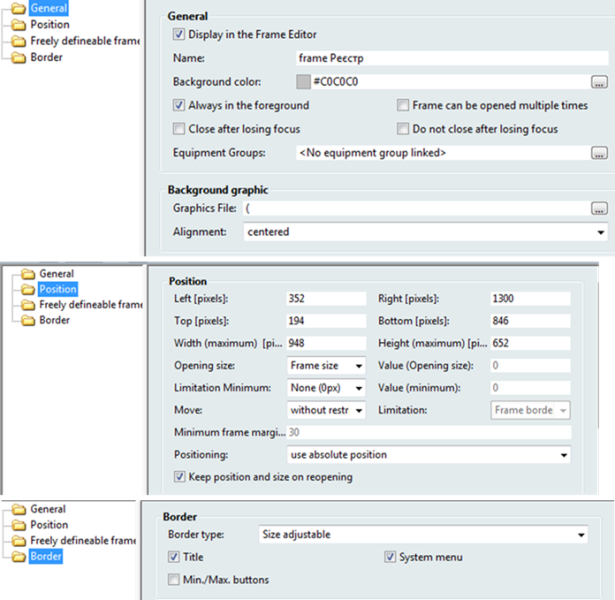 General
Position
Freely defineable frame
Border
General
Display in the Frame Editor
Name: frame Реєстр
Background color: #C0C0C0 ...
Always in the foreground Frame can be opened multiple times
Close after losing focus Do not close after losing focus
Equipment Groups: <No equipment group linked> ...
Background graphic
Graphics File: ( ...
Alignment: centered
General
Position
Freely defineable frame
Border
Position
Left [pixels]: 352 Right [pixels]: 1300
Top [pixels]: 194 Bottom [pixels]: 846
Width (maximum) [pi... 948 Height (maximum) [pi... 652
Opening size: Frame size Value (Opening size): 0
Limitation Minimum: None (0px) Value (minimum): 0
Move: without restr Limitation: Frame borde
Minimum frame margi... 30
Positioning: use absolute position
Keep position and size on reopening
General
Position
Freely defineable frame
Border
Border
Border type: Size adjustable
Title System menu
Min./Max. buttons